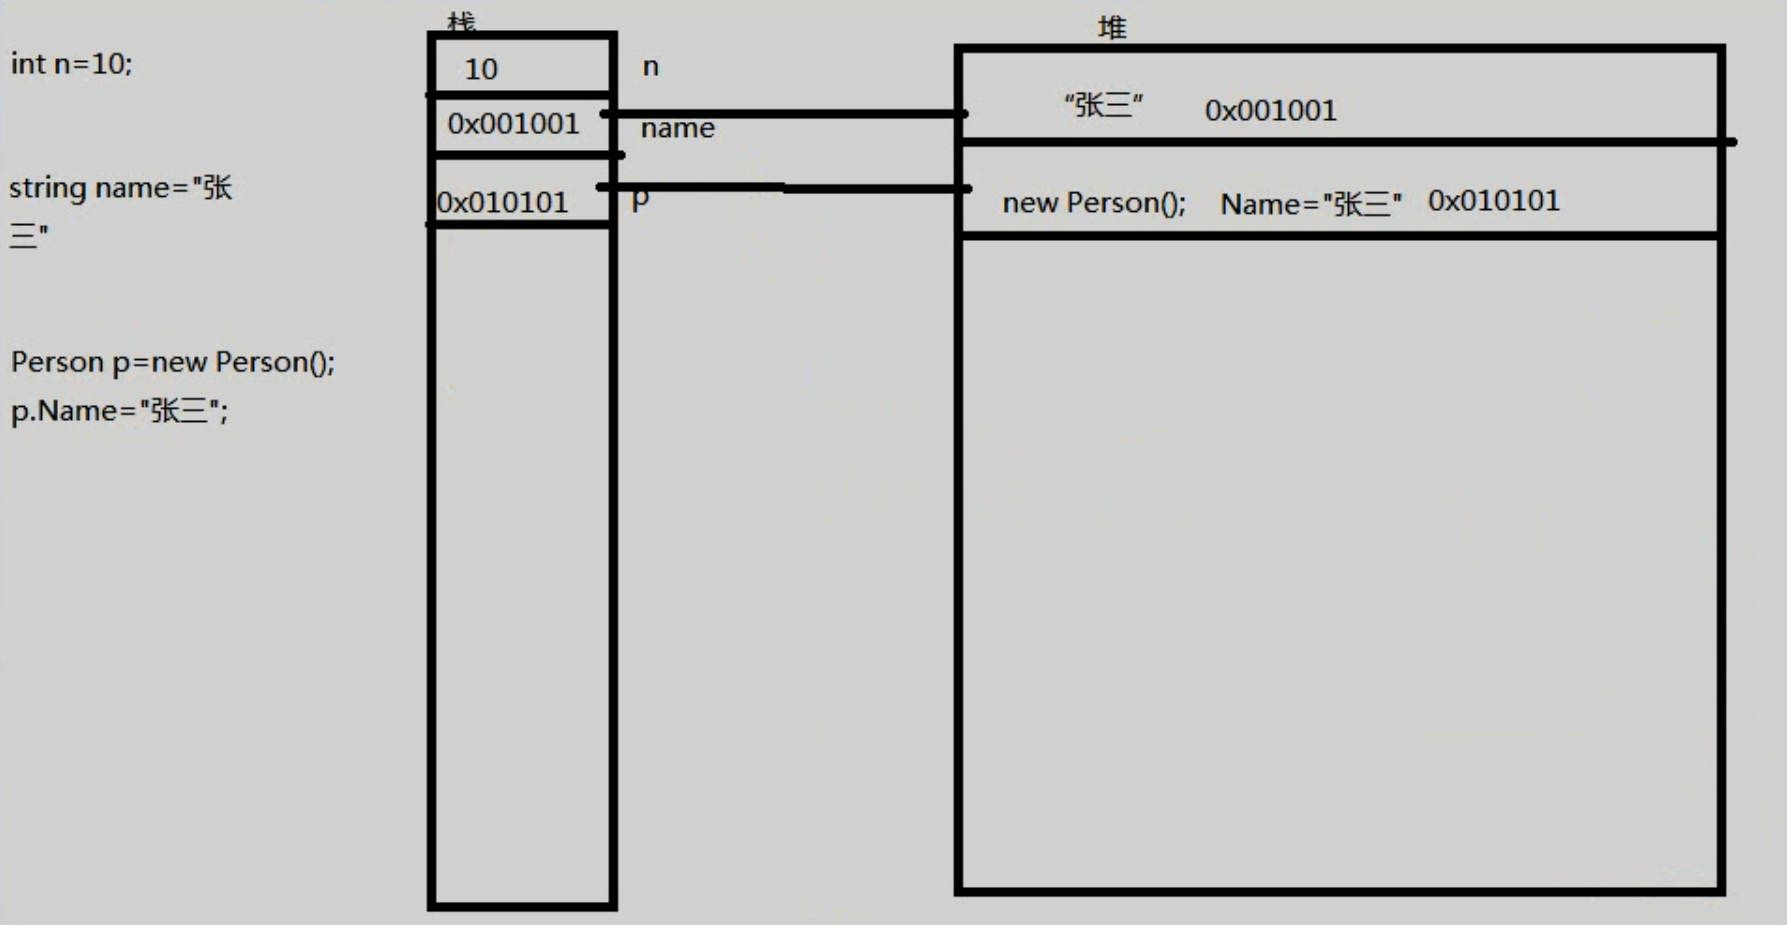 栈
堆
int n=10;
10
n
“张三”
0x001001
0x001001
name
string name="张
三"
0x010101
p
new Person();
Name="张三"
0x010101
Person p=new Person();
p.Name="张三";